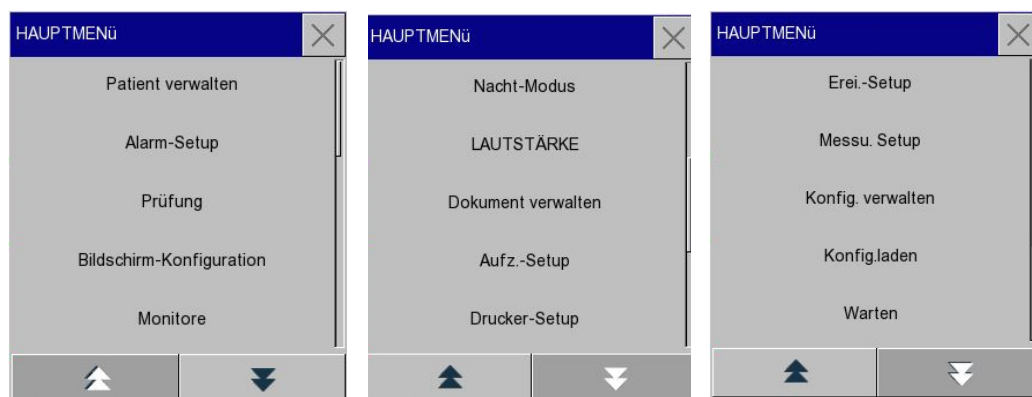 HAUPTMENü
Patient verwalten
Alarm-Setup
Prüfung
Bildschirm-Konfiguration
Monitore
HAUPTMENü
Nacht-Modus
LAUTSTÄRKE
Dokument verwalten
Aufz.-Setup
Drucker-Setup
HAUPTMENü
Erei.-Setup
Messu. Setup
Konfig. verwalten
Konfig.laden
Warten